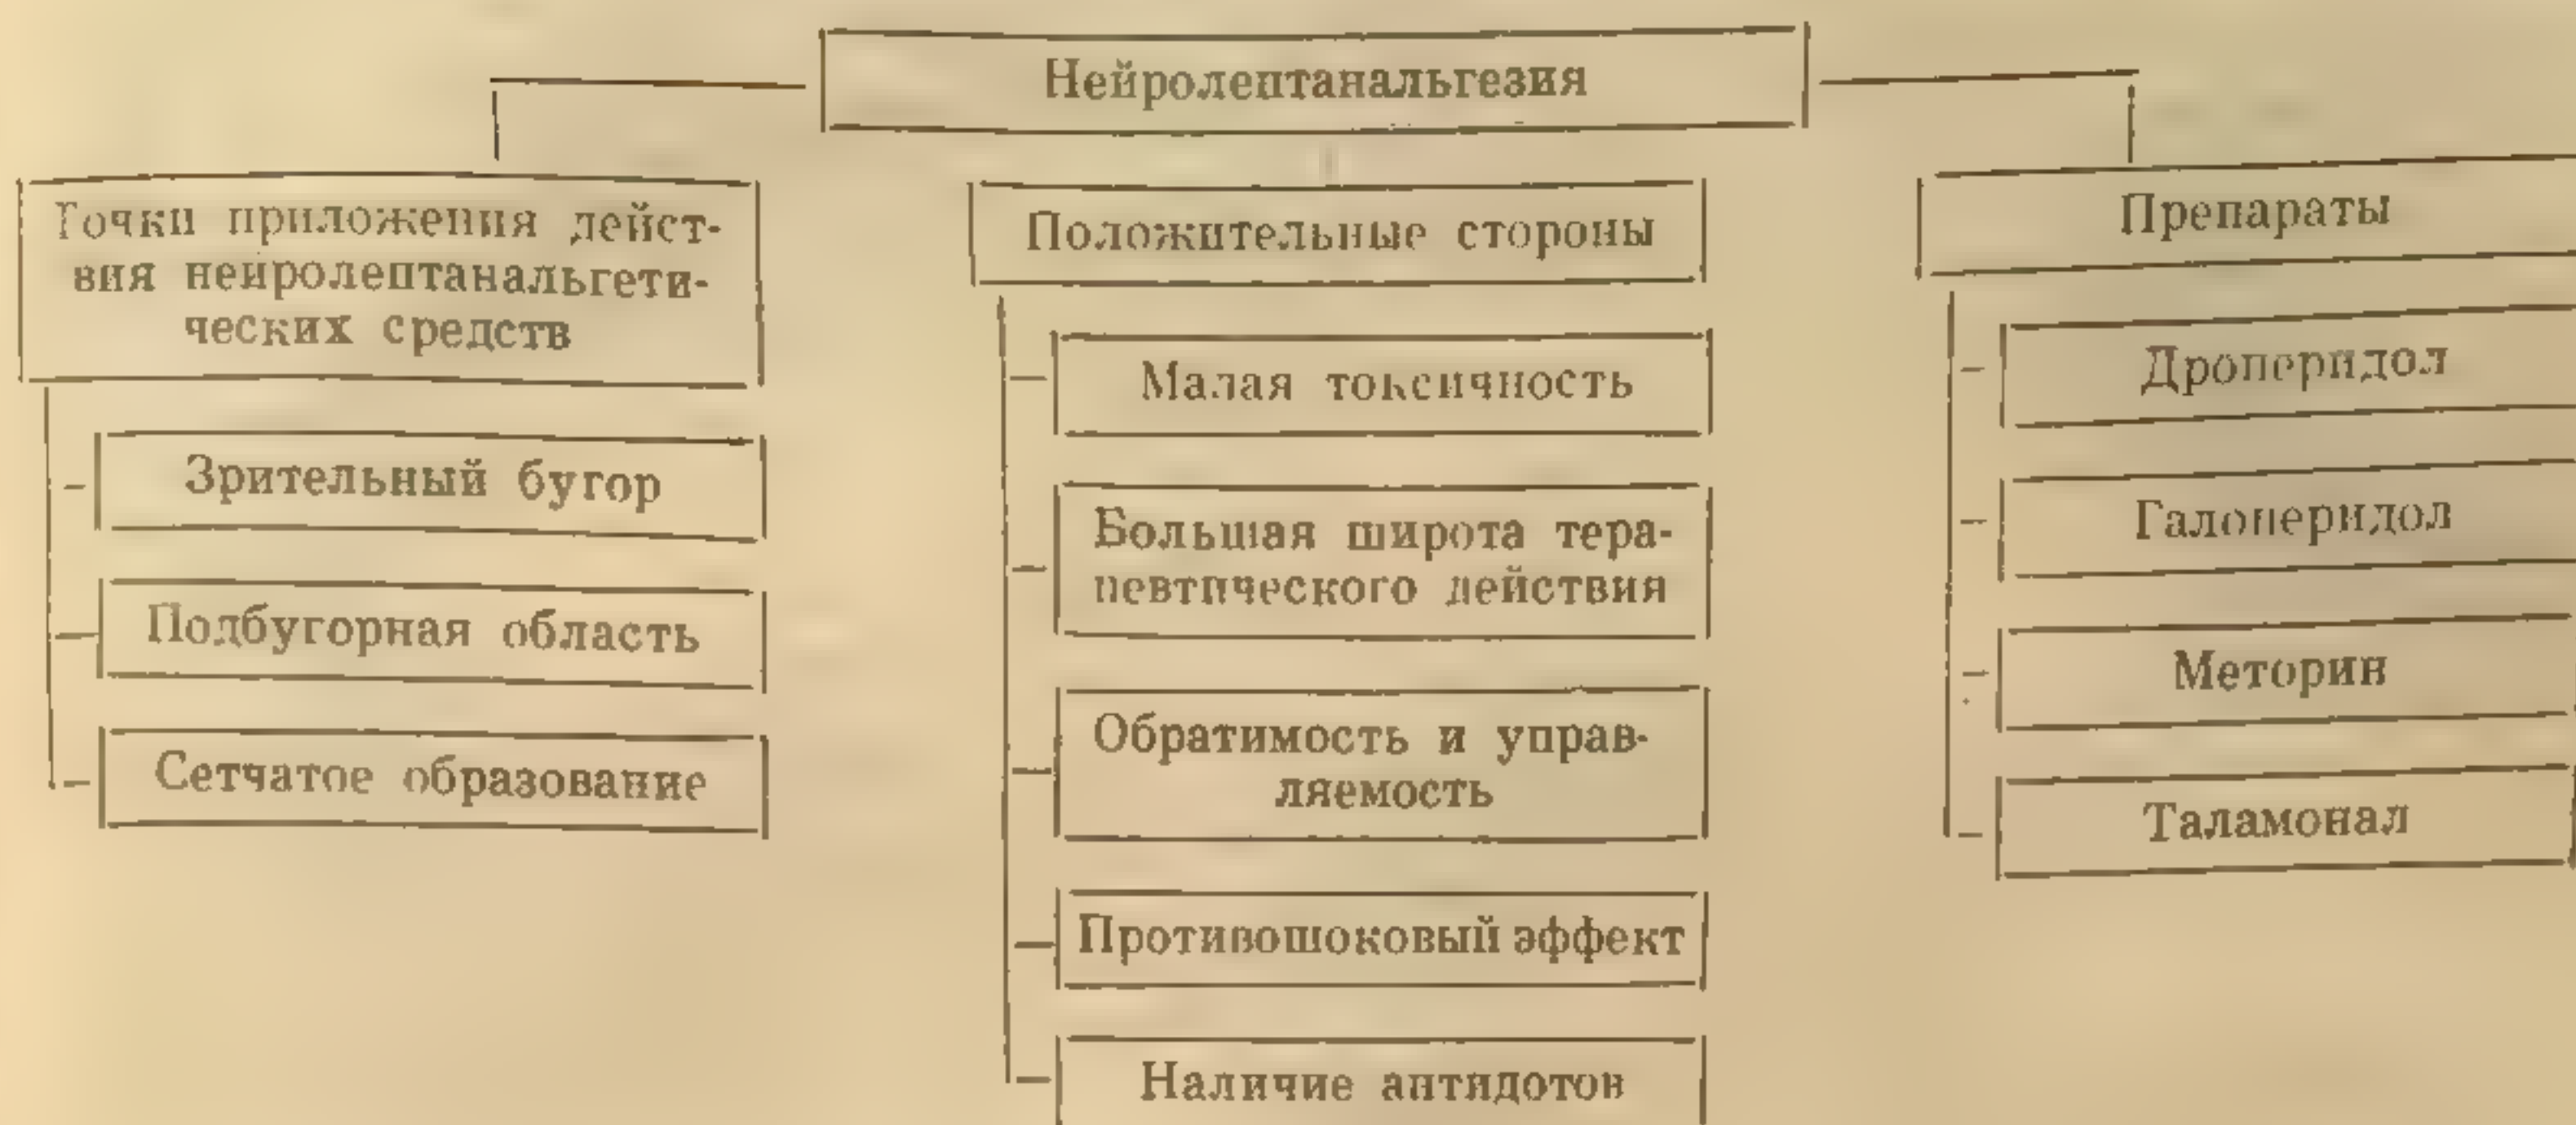 Нейролептанальгезия
Точки приложения дейст-
вия нейролептанальгети-
ческих средств
Зрительный бугор
Подбугорная область
Сетчатое образование
Положительные стороны
Малая токсичность
Большая широта тера-
певтического действия
Обратимость и управ-
ляемость
Противошоковый эффект
Наличие антидотов
Препараты
Дроперидол
Галоперидол
Меторин
Таламонал